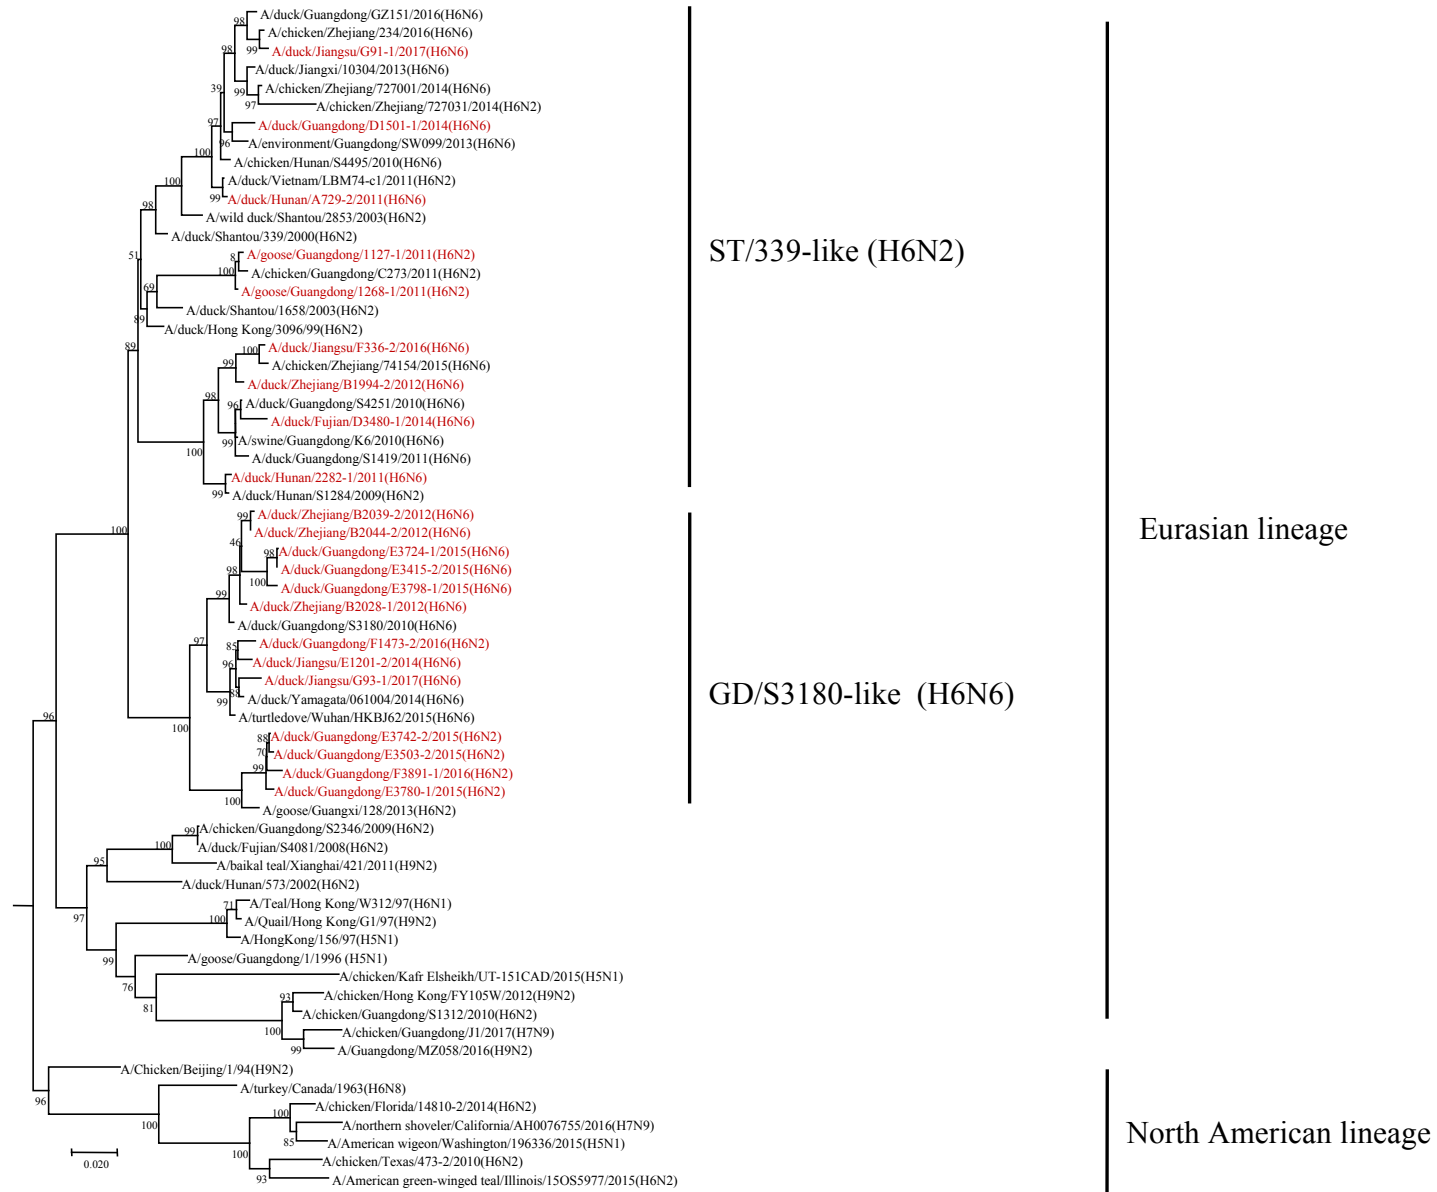 A/duck/Guangdong/GZ151/2016(H6N6)
98
A/chicken/Zhejiang/234/2016(H6N6)
99
A/duck/Jiangsu/G91-1/2017(H6N6)
98
A/duck/Jiangxi/10304/2013(H6N6)
39
99
A/chicken/Zhejiang/727001/2014(H6N6)
97
A/chicken/Zhejiang/727031/2014(H6N2)
97
A/duck/Guangdong/D1501-1/2014(H6N6)
96
A/environment/Guangdong/SW099/2013(H6N6)
100
A/chicken/Hunan/S4495/2010(H6N6)
100
A/duck/Vietnam/LBM74-c1/2011(H6N2)
99
A/duck/Hunan/A729-2/2011(H6N6)
98
A/wild duck/Shantou/2853/2003(H6N2)
A/duck/Shantou/339/2000(H6N2)
51
A/goose/Guangdong/1127-1/2011(H6N2)
8
100
A/chicken/Guangdong/C273/2011(H6N2)
69
A/goose/Guangdong/1268-1/2011(H6N2)
A/duck/Shantou/1658/2003(H6N2)
89
A/duck/Hong Kong/3096/99(H6N2)
89
A/duck/Jiangsu/F336-2/2016(H6N6)
100
99
A/chicken/Zhejiang/74154/2015(H6N6)
A/duck/Zhejiang/B1994-2/2012(H6N6)
98
96
A/duck/Guangdong/S4251/2010(H6N6)
A/duck/Fujian/D3480-1/2014(H6N6)
99
A/swine/Guangdong/K6/2010(H6N6)
100
A/duck/Guangdong/S1419/2011(H6N6)
A/duck/Hunan/2282-1/2011(H6N6)
99
A/duck/Hunan/S1284/2009(H6N2)
ST/339-like (H6N2)
100
99
A/duck/Zhejiang/B2039-2/2012(H6N6)
A/duck/Zhejiang/B2044-2/2012(H6N6)
46
98
A/duck/Guangdong/E3724-1/2015(H6N6)
98
A/duck/Guangdong/E3415-2/2015(H6N6)
100
A/duck/Guangdong/E3798-1/2015(H6N6)
99
A/duck/Zhejiang/B2028-1/2012(H6N6)
A/duck/Guangdong/S3180/2010(H6N6)
97
85
A/duck/Guangdong/F1473-2/2016(H6N2)
96
A/duck/Jiangsu/E1201-2/2014(H6N6)
A/duck/Jiangsu/G93-1/2017(H6N6)
88
99
A/duck/Yamagata/061004/2014(H6N6)
A/turtledove/Wuhan/HKBJ62/2015(H6N6)
100
88
A/duck/Guangdong/E3742-2/2015(H6N2)
70
A/duck/Guangdong/E3503-2/2015(H6N2)
99
A/duck/Guangdong/F3891-1/2016(H6N2)
A/duck/Guangdong/E3780-1/2015(H6N2)
100
A/goose/Guangxi/128/2013(H6N2)
GD/S3180-like (H6N6)
96
99
A/chicken/Guangdong/S2346/2009(H6N2)
100
A/duck/Fujian/S4081/2008(H6N2)
95
A/baikal teal/Xianghai/421/2011(H9N2)
A/duck/Hunan/573/2002(H6N2)
97
71
A/Teal/Hong Kong/W312/97(H6N1)
100
A/Quail/Hong Kong/G1/97(H9N2)
A/HongKong/156/97(H5N1)
99
A/goose/Guangdong/1/1996 (H5N1)
76
A/chicken/Kafr Elsheikh/UT-151CAD/2015(H5N1)
81
93
A/chicken/Hong Kong/FY105W/2012(H9N2)
A/chicken/Guangdong/S1312/2010(H6N2)
100
A/chicken/Guangdong/J1/2017(H7N9)
99
A/Guangdong/MZ058/2016(H9N2)
Eurasian lineage
A/Chicken/Beijing/1/94(H9N2)
96
A/turkey/Canada/1963(H6N8)
100
100
A/chicken/Florida/14810-2/2014(H6N2)
A/northern shoveler/California/AH0076755/2016(H7N9)
85
A/American wigeon/Washington/196336/2015(H5N1)
100
A/chicken/Texas/473-2/2010(H6N2)
93
A/American green-winged teal/Illinois/15OS5977/2015(H6N2)
North American lineage
0.020